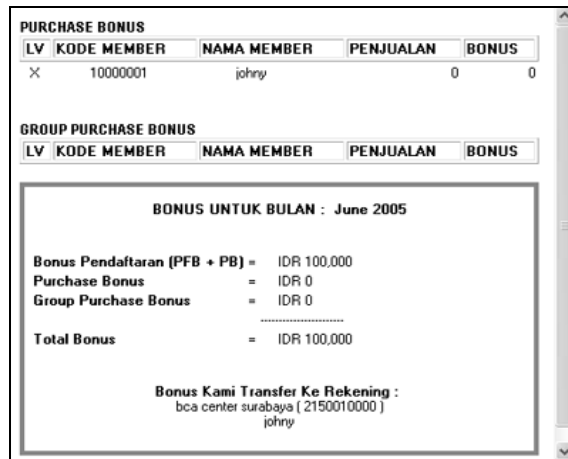 PURCHASE BONUS
LV KODE MEMBER NAMA MEMBER PENJUALAN BONUS
X 10000001 johny 0 0
GROUP PURCHASE BONUS
LV KODE MEMBER NAMA MEMBER PENJUALAN BONUS
BONUS UNTUK BULAN : June 2005
Bonus Pendaftaran (PFB + PB) = IDR 100,000
Purchase Bonus = IDR 0
Group Purchase Bonus = IDR 0
-----------------------
Total Bonus = IDR 100,000
Bonus Kami Transfer Ke Rekening :
bca center surabaya ( 2150010000 )
johny